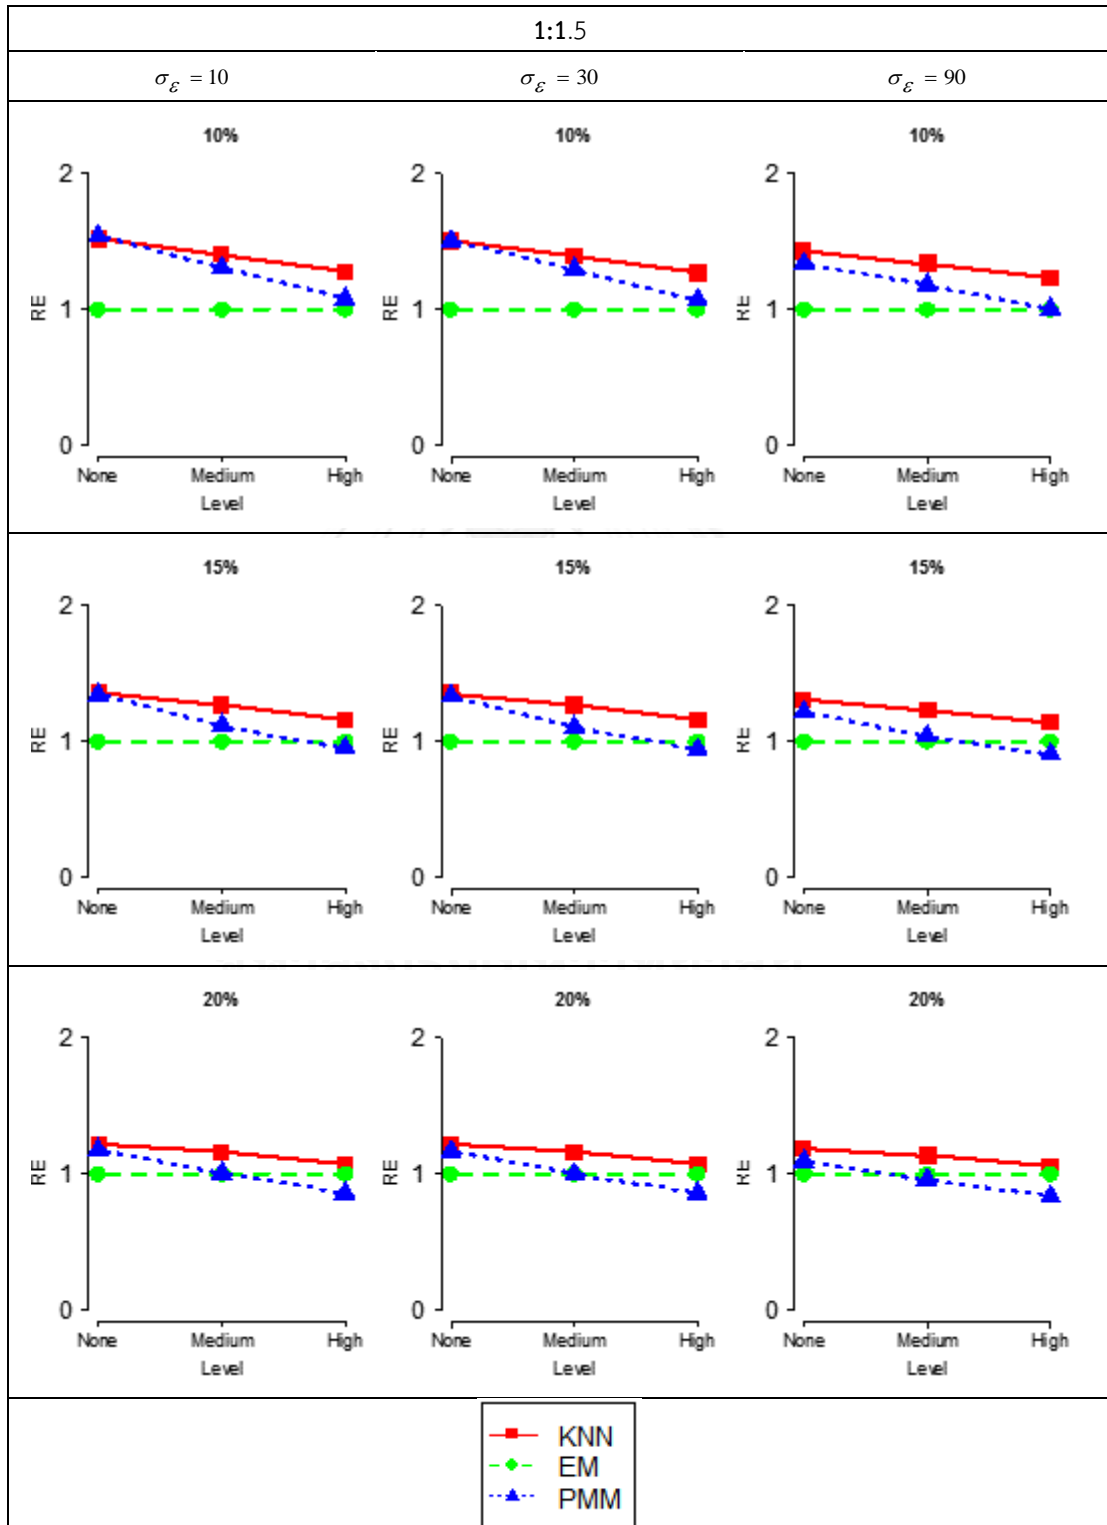 1:1.5
σε = 10 σε = 30 σε = 90
10% 10% 10%
2 2 2
RE 1 RE 1 RE 1
0 0 0
None Medium High None Medium High None Medium High
Level Level Level
15% 15% 15%
2 2 2
RE 1 RE 1 RE 1
0 0 0
None Medium High None Medium High None Medium High
Level Level Level
20% 20% 20%
2 2 2
RE 1 RE 1 RE 1
0 0 0
None Medium High None Medium High None Medium High
Level Level Level
KNN
EM
PMM